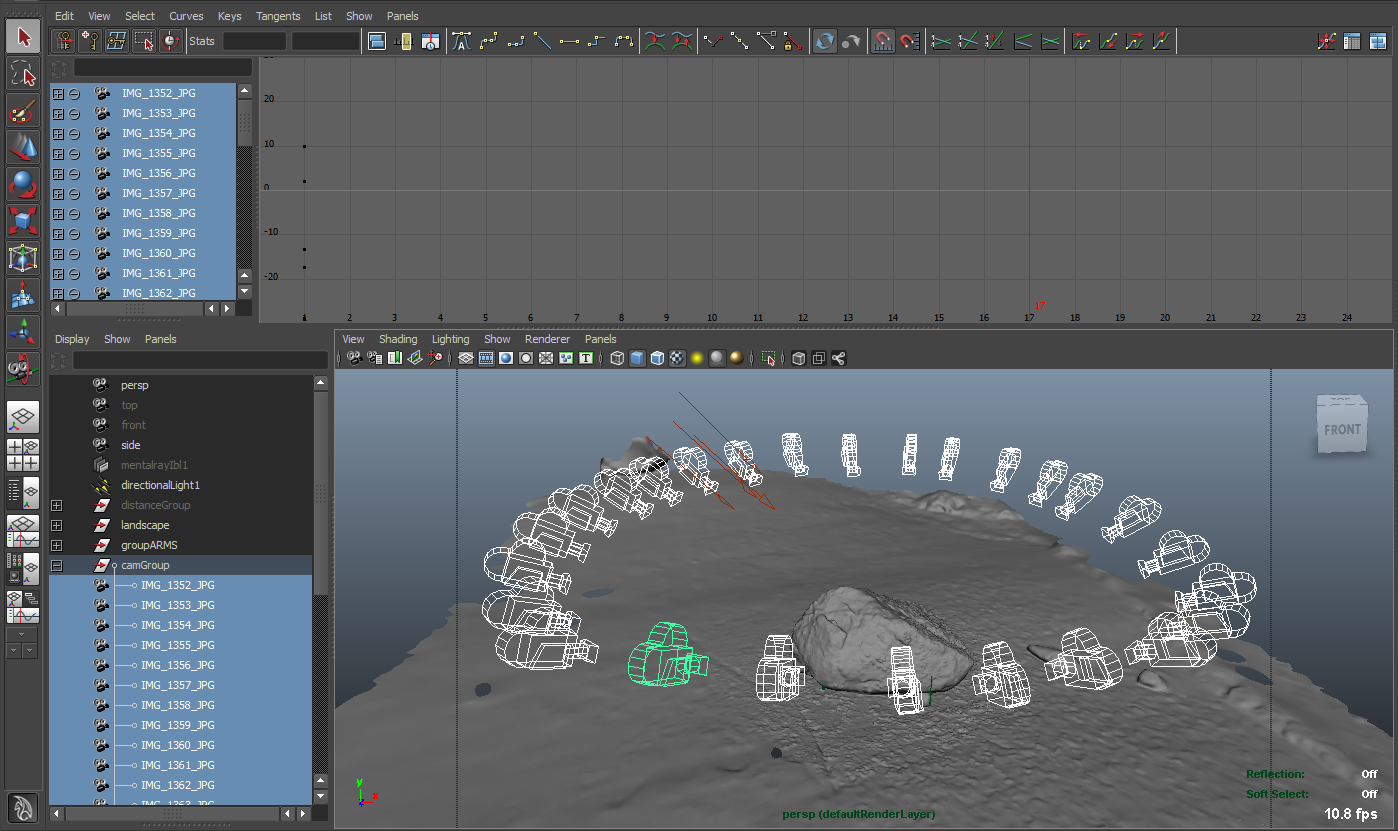 Edit View Select Curves Keys Tangents List Show Panels
Stats
IMG_1352_JPG
IMG_1353_JPG
IMG_1354_JPG
IMG_1355_JPG
IMG_1356_JPG
IMG_1357_JPG
IMG_1358_JPG
IMG_1359_JPG
IMG_1360_JPG
IMG_1361_JPG
IMG_1362_JPG
20
10
0
-10
-20
17
1 2 3 4 5 6 7 8 9 10 11 12 13 14 15 16 17 18 19 20 21 22 23 24
Display Show Panels
persp
top
front
side
mentalrayIbl1
directionalLight1
distanceGroup
landscape
groupARMS
camGroup
IMG_1352_JPG
IMG_1353_JPG
IMG_1354_JPG
IMG_1355_JPG
IMG_1356_JPG
IMG_1357_JPG
IMG_1358_JPG
IMG_1359_JPG
IMG_1360_JPG
IMG_1361_JPG
IMG_1362_JPG
IMG_1363_JPG
View Shading Lighting Show Renderer Panels
T
TOP
FRONT
y
x
Reflection: Off
Soft Select: Off
10.8 fps
persp (defaultRenderLayer)